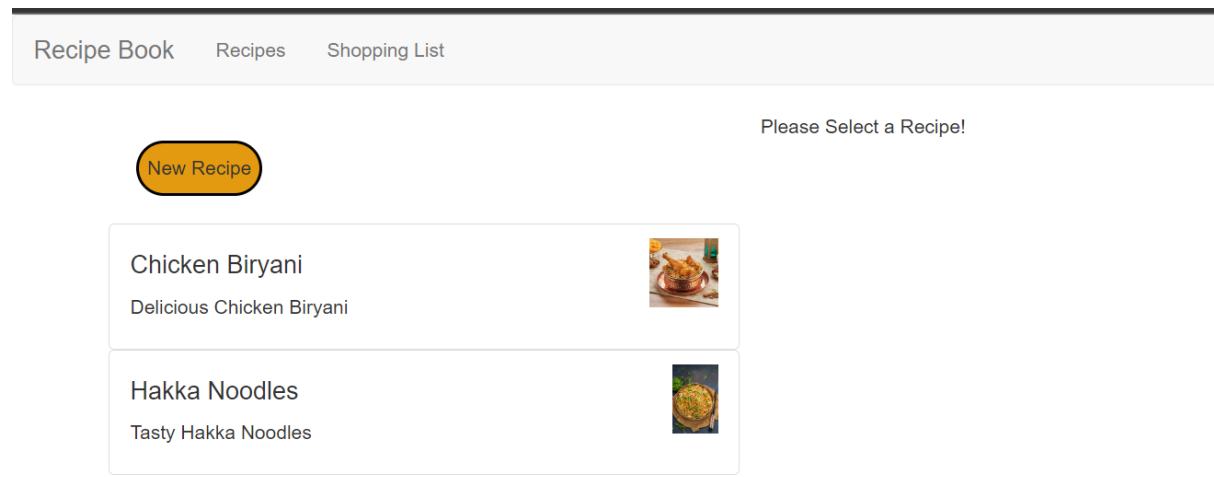 Recipe Book Recipes Shopping List
Please Select a Recipe!
New Recipe
Chicken Biryani
Delicious Chicken Biryani
Hakka Noodles
Tasty Hakka Noodles